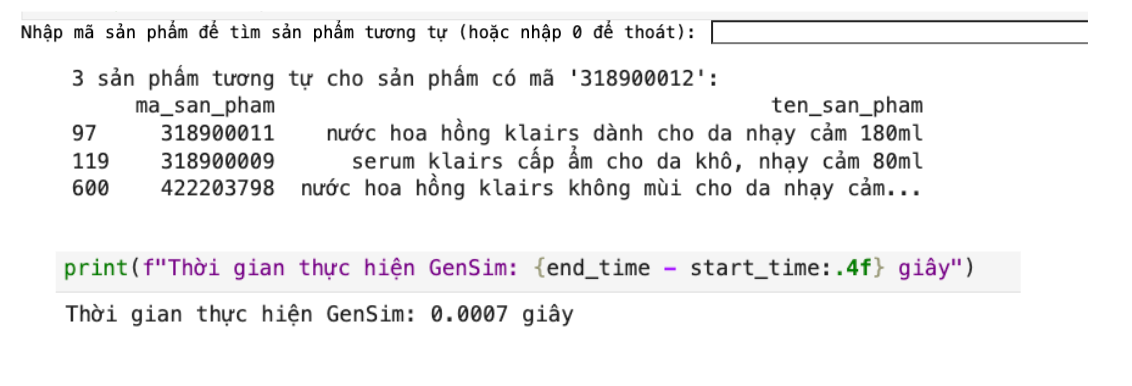 Nhập mã sản phẩm để tìm sản phẩm tương tự (hoặc nhập 0 để thoát):
3 sản phẩm tương tự cho sản phẩm có mã '318900012':
ma_san_pham ten_san_pham
97 318900011 nước hoa hồng klairs dành cho da nhạy cảm 180ml
119 318900009 serum klairs cấp ẩm cho da khô, nhạy cảm 80ml
600 422203798 nước hoa hồng klairs không mùi cho da nhạy cảm...
print(f"Thời gian thực hiện GenSim: {end_time - start_time:.4f} giây")
Thời gian thực hiện GenSim: 0.0007 giây